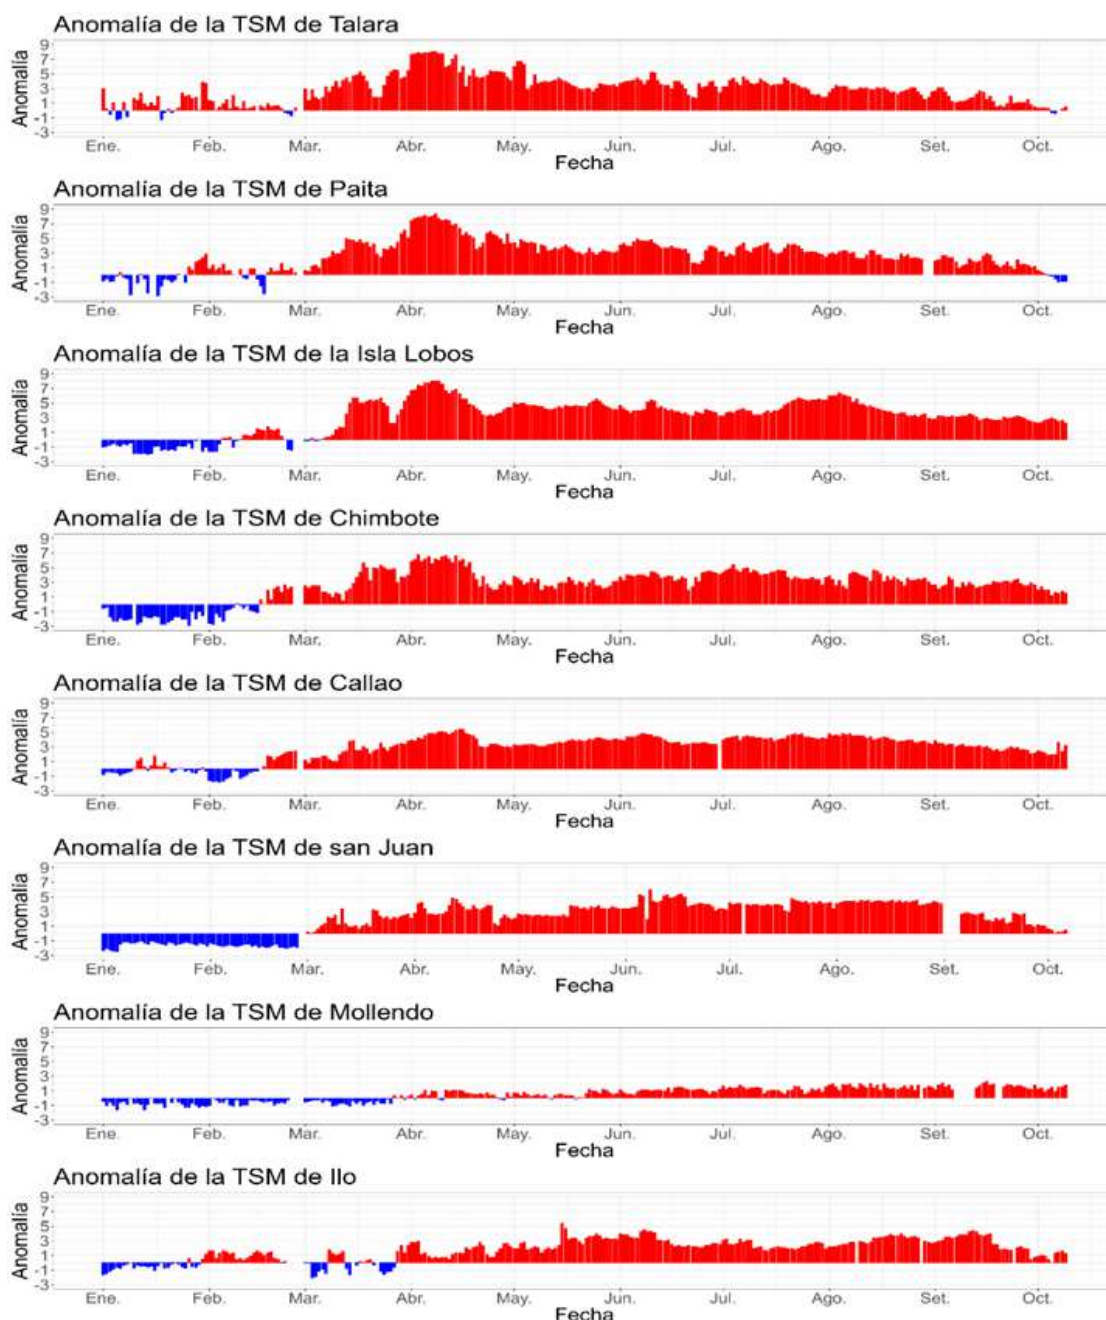 Anomalía de la TSM de Talara
Anomalía
9
7
5
3
1
-1
-3
Ene. Feb. Mar. Abr. May. Jun. Jul. Ago. Set. Oct.
Fecha
Anomalía de la TSM de Paita
Anomalía
9
7
5
3
1
-1
-3
Ene. Feb. Mar. Abr. May. Jun. Jul. Ago. Set. Oct.
Fecha
Anomalía de la TSM de la Isla Lobos
Anomalía
9
7
5
3
1
-1
-3
Ene. Feb. Mar. Abr. May. Jun. Jul. Ago. Set. Oct.
Fecha
Anomalía de la TSM de Chimbote
Anomalía
9
7
5
3
1
-1
-3
Ene. Feb. Mar. Abr. May. Jun. Jul. Ago. Set. Oct.
Fecha
Anomalía de la TSM de Callao
Anomalía
9
7
5
3
1
-1
-3
Ene. Feb. Mar. Abr. May. Jun. Jul. Ago. Set. Oct.
Fecha
Anomalía de la TSM de san Juan
Anomalía
9
7
5
3
1
-1
-3
Ene. Feb. Mar. Abr. May. Jun. Jul. Ago. Set. Oct.
Fecha
Anomalía de la TSM de Mollendo
Anomalía
9
7
5
3
1
-1
-3
Ene. Feb. Mar. Abr. May. Jun. Jul. Ago. Set. Oct.
Fecha
Anomalía de la TSM de Ilo
Anomalía
9
7
5
3
1
-1
-3
Ene. Feb. Mar. Abr. May. Jun. Jul. Ago. Set. Oct.
Fecha